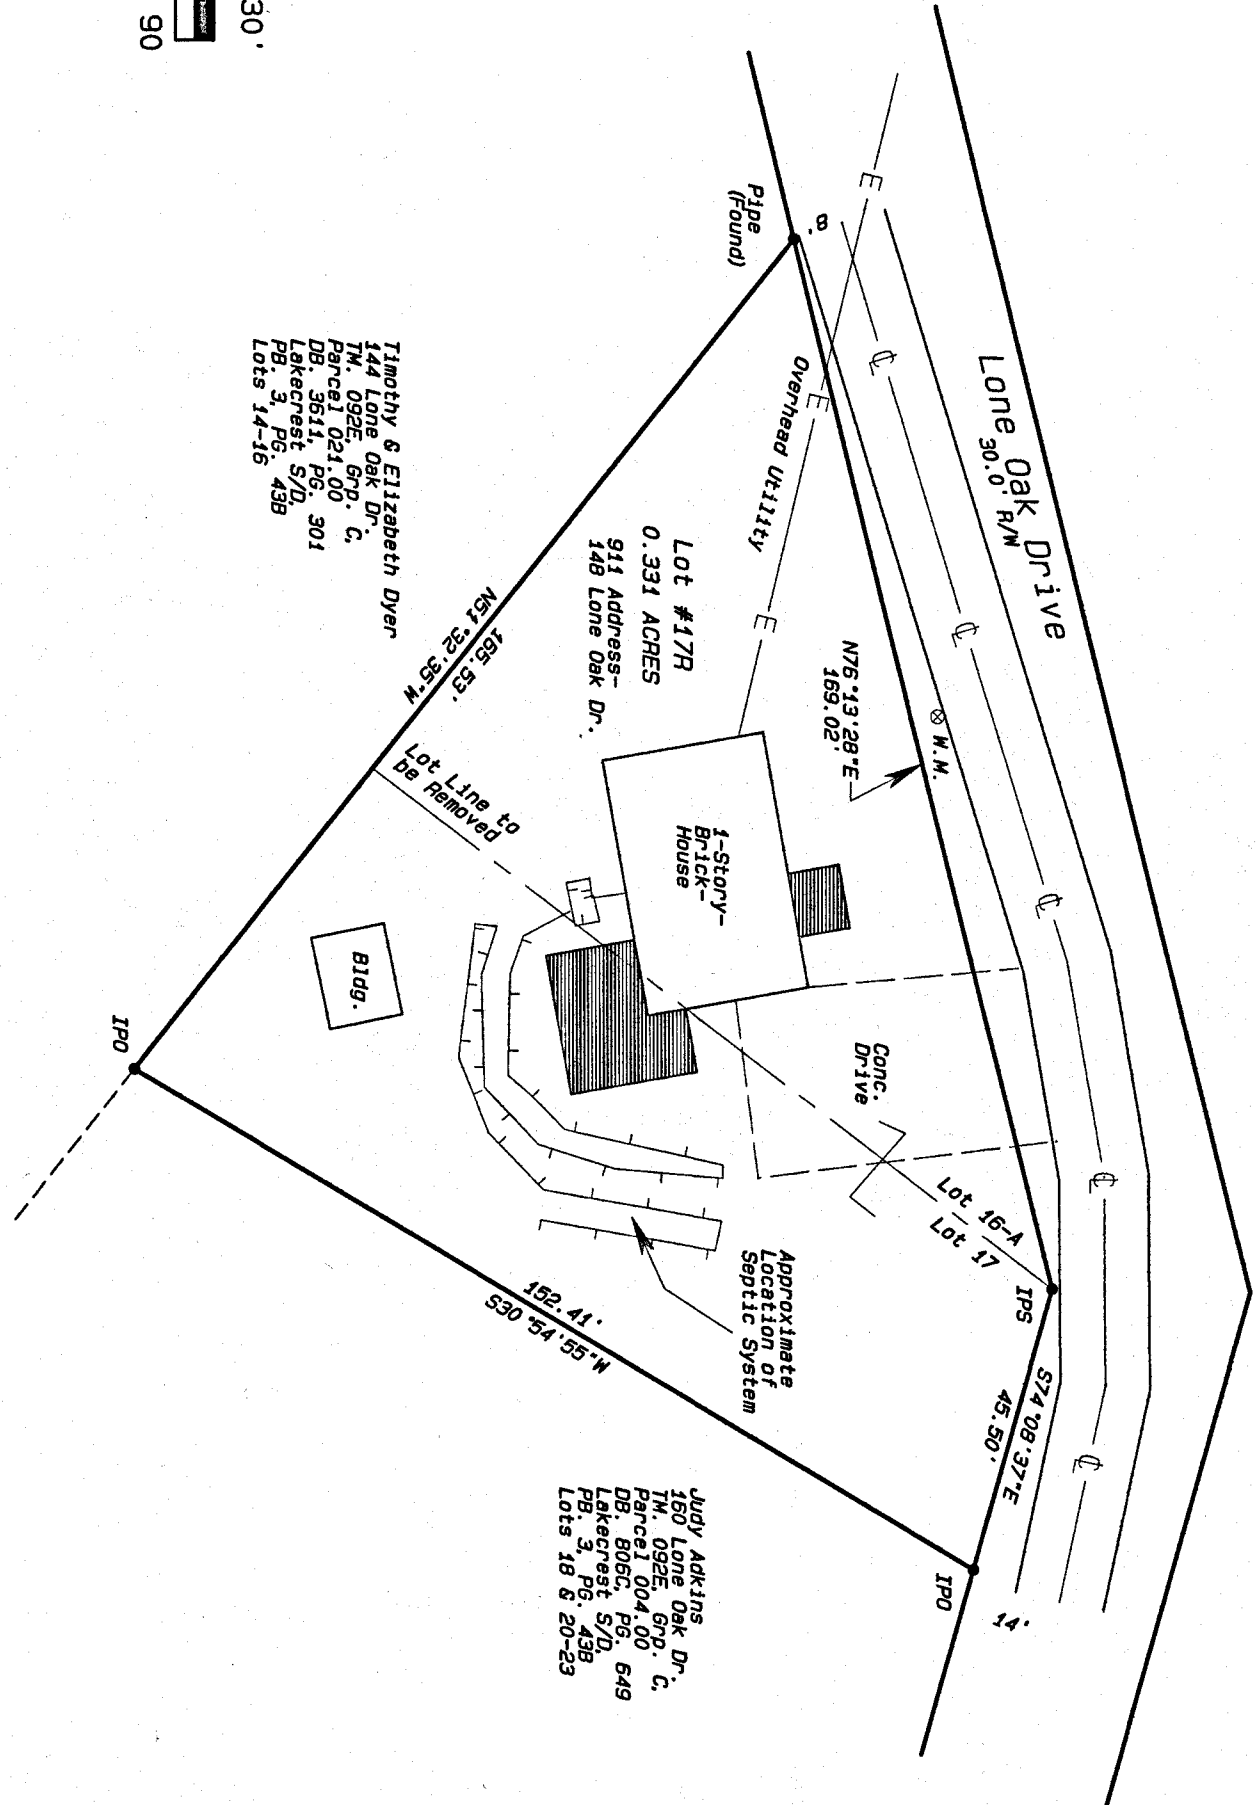 Lone Oak Drive
30.0' R/W
8'
Pipe
(Found)
E
E
E
Overhead Utility
℄
℄
℄
℄
℄
W.M.
N76°13'28"E
169.02'
Lot #17R
0.331 ACRES
911 Address-
148 Lone Oak Dr.
1-Story-
Brick-
House
Conc.
Drive
Lot 16-A
Lot 17
IPS
S74°08'37"E
45.50'
IPO
14'
Timothy & Elizabeth Dyer
144 Lone Oak Dr.
TM. 092E, Grp. C,
Parcel 021.00
DB. 3611, PG. 301
Lakecrest S/D,
PB. 3, PG. 43B
Lots 14-16
165.53'
N51°32'35"W
Lot Line to
be Removed
Bldg.
IPO
Approximate
Location of
Septic System
152.41'
S30°54'55"W
Judy Adkins
160 Lone Oak Dr.
TM. 092E, Grp. C,
Parcel 004.00
DB. 806C, PG. 649
Lakecrest S/D,
PB. 3, PG. 43B
Lots 18 & 20-23
30'
90